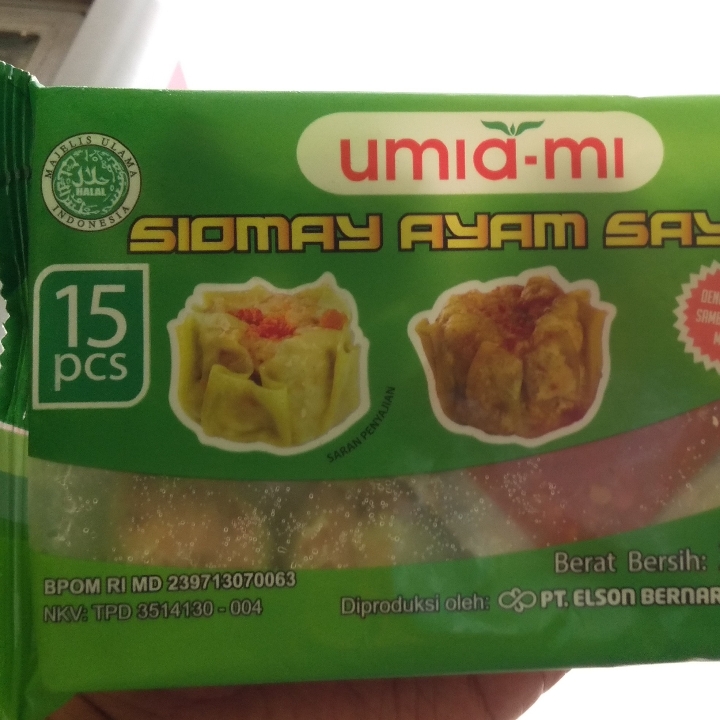 MAJELIS ULAMA
حلال
HALAL
INDONESIA
umia-mi
SIOMAY AYAM SAY
15
pcs
SARAN PENYAJIAN
Berat Bersih:
BPOM RI MD 239713070063
NKV: TPD 3514130 - 004
Diproduksi oleh: PT. ELSON BERNAR